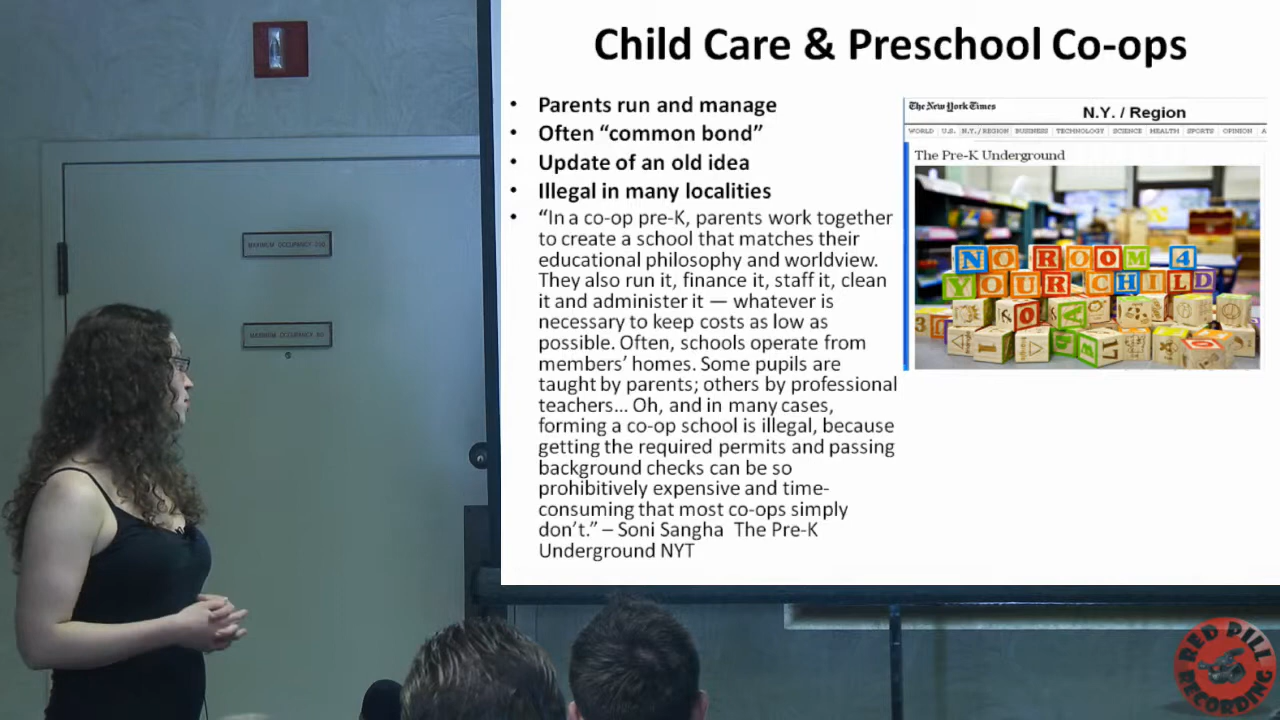 Child Care & Preschool Co-ops
• Parents run and manage
• Often “common bond”
• Update of an old idea
• Illegal in many localities
• “In a co-op pre-K, parents work together
to create a school that matches their
educational philosophy and worldview.
They also run it, finance it, staff it, clean
it and administer it — whatever is
necessary to keep costs as low as
possible. Often, schools operate from
members’ homes. Some pupils are
taught by parents; others by professional
teachers... Oh, and in many cases,
forming a co-op school is illegal, because
getting the required permits and passing
background checks can be so
prohibitively expensive and time-
consuming that most co-ops simply
don’t.” – Soni Sangha The Pre-K
Underground NYT
The New York Times
N.Y. / Region
WORLD U.S. N.Y./REGION BUSINESS TECHNOLOGY SCIENCE HEALTH SPORTS OPINION A
The Pre-K Underground
NO ROOM 4
YOUR CHILD
MAXIMUM OCCUPANCY
MAXIMUM OCCUPANCY
RED PILL
RECORDING